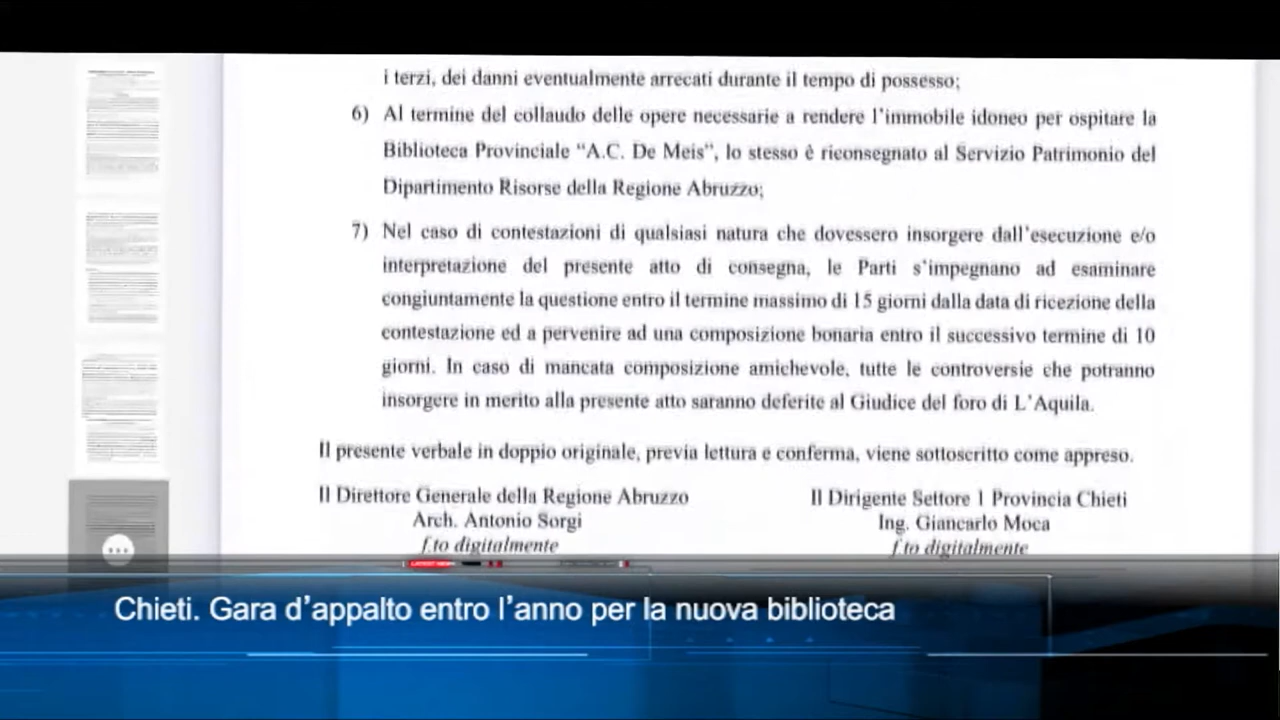 i terzi, dei danni eventualmente arrecati durante il tempo di possesso;
6) Al termine del collaudo delle opere necessarie a rendere l'immobile idoneo per ospitare la
Biblioteca Provinciale “A.C. De Meis”, lo stesso è riconsegnato al Servizio Patrimonio del
Dipartimento Risorse della Regione Abruzzo;
7) Nel caso di contestazioni di qualsiasi natura che dovessero insorgere dall'esecuzione e/o
interpretazione del presente atto di consegna, le Parti s'impegnano ad esaminare
congiuntamente la questione entro il termine massimo di 15 giorni dalla data di ricezione della
contestazione ed a pervenire ad una composizione bonaria entro il successivo termine di 10
giorni. In caso di mancata composizione amichevole, tutte le controversie che potranno
insorgere in merito alla presente atto saranno deferite al Giudice del foro di L'Aquila.
Il presente verbale in doppio originale, previa lettura e conferma, viene sottoscritto come appreso.
Il Direttore Generale della Regione Abruzzo
Arch. Antonio Sorgi
f.to digitalmente
Il Dirigente Settore 1 Provincia Chieti
Ing. Giancarlo Moca
f.to digitalmente
LATEST NEWS
Chieti. Gara d’appalto entro l’anno per la nuova biblioteca